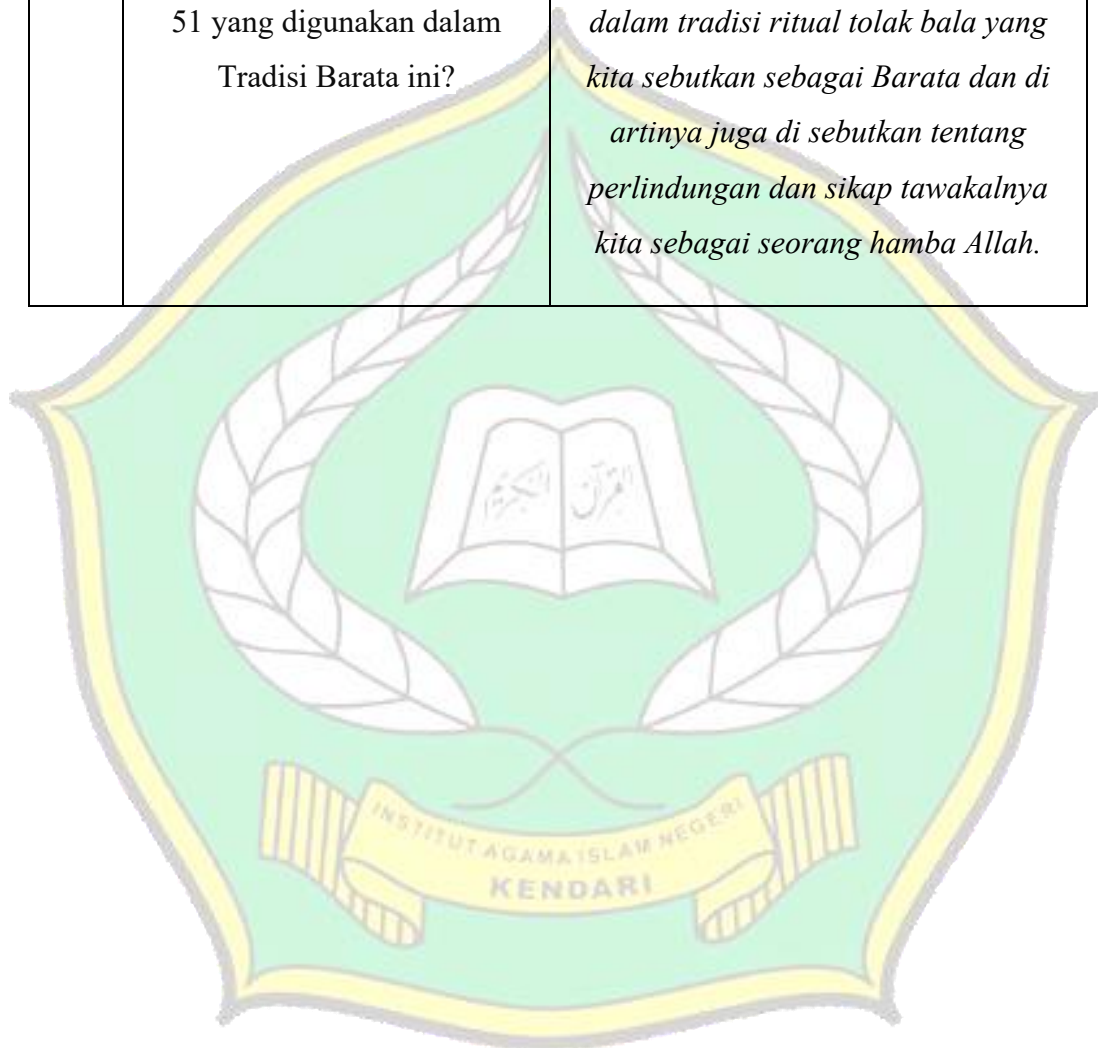 51 yang digunakan dalam
Tradisi Barata ini?
dalam tradisi ritual tolak bala yang
kita sebutkan sebagai Barata dan di
artinya juga di sebutkan tentang
perlindungan dan sikap tawakalnya
kita sebagai seorang hamba Allah.
القرآن الكريم
INSTITUT AGAMA ISLAM NEGERI
KENDARI